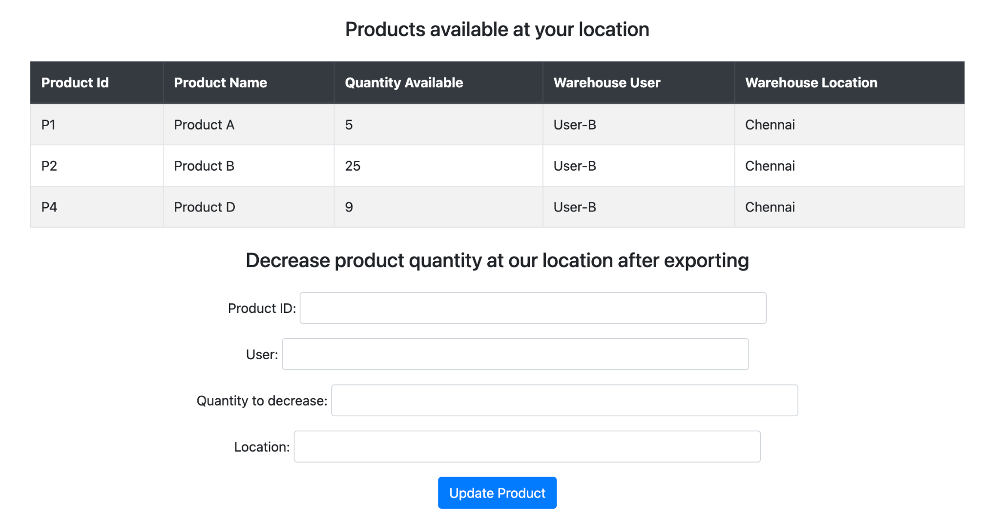 Products available at your location
Product Id Product Name Quantity Available Warehouse User Warehouse Location
P1 Product A 5 User-B Chennai
P2 Product B 25 User-B Chennai
P4 Product D 9 User-B Chennai
Decrease product quantity at our location after exporting
Product ID:
User:
Quantity to decrease:
Location:
Update Product